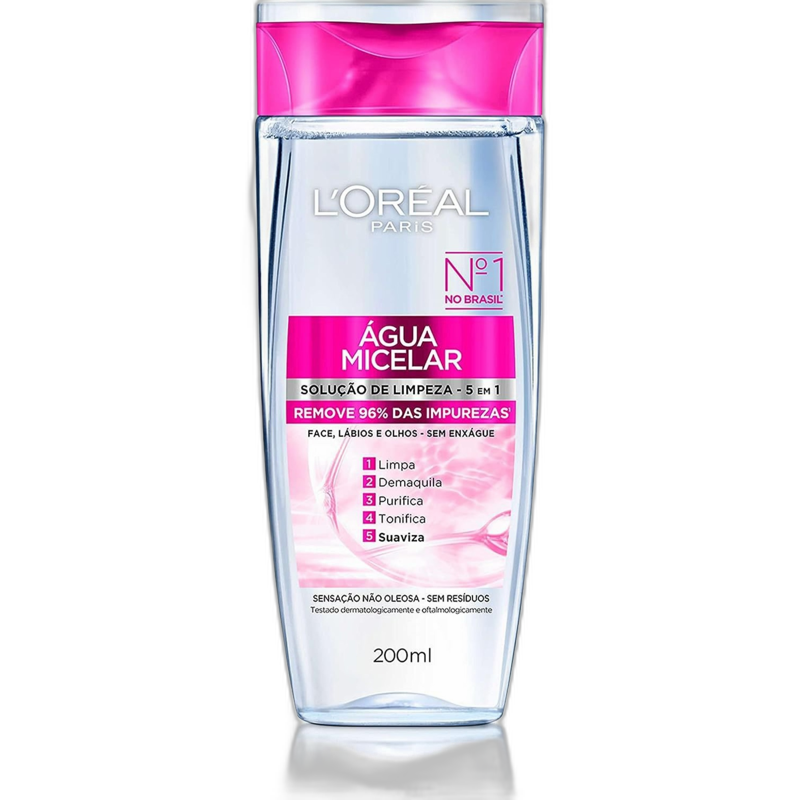 L'ORÉAL
PARIS
Nº1
NO BRASIL*
ÁGUA
MICELAR
SOLUÇÃO DE LIMPEZA - 5 EM 1
REMOVE 96% DAS IMPUREZAS¹
FACE, LÁBIOS E OLHOS - SEM ENXÁGUE
1 Limpa
2 Demaquila
3 Purifica
4 Tonifica
5 Suaviza
SENSAÇÃO NÃO OLEOSA - SEM RESÍDUOS
Testado dermatologicamente e oftalmologicamente
200ml